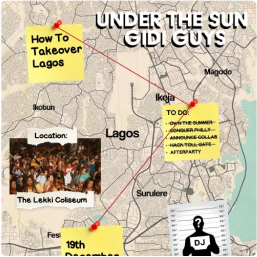 UNDER THE SUN
GIDI GUYS
How To
Takeover
Lagos
Magodo
Ikeja
Ikotun
TO DO:
- OWN THE SUMMER
- CONQUER PHILLY
- ANNOUNCE COLLAB
- HACK TOLL GATE
- AFTERPARTY
Location:
Lagos
The Lekki Coliseum
Surulere
Fes
19th
December
?
DJ